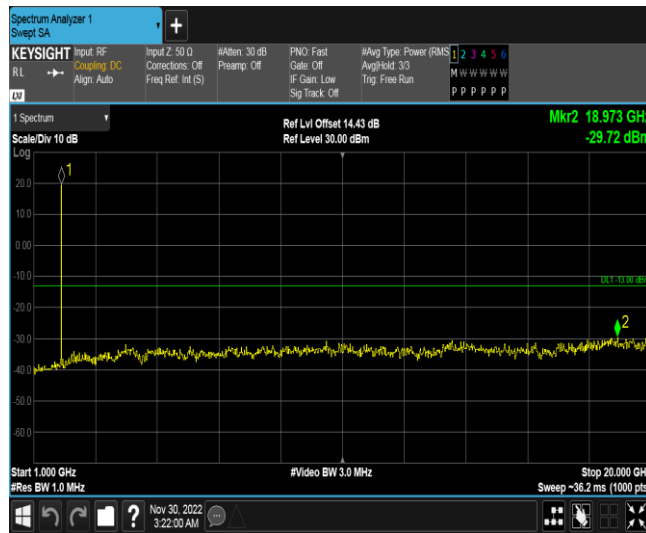 Spectrum Analyzer 1
Swept SA
+
KEYSIGHT
RL
LXI
Input: RF
Coupling: DC
Align: Auto
Input Z: 50 Ω
Corrections: Off
Freq Ref: Int (S)
#Atten: 30 dB
Preamp: Off
PNO: Fast
Gate: Off
IF Gain: Low
Sig Track: Off
#Avg Type: Power (RMS
Avg|Hold: 3/3
Trig: Free Run
1 2 3 4 5 6
M W W W W W
P P P P P P
1 Spectrum
Scale/Div 10 dB
Log
Ref Lvl Offset 14.43 dB
Ref Level 30.00 dBm
Mkr2 18.973 GHz
-29.72 dBm
1
20.0
10.0
0.00
-10.0
DL1 -13.00 dBm
-20.0
2
-30.0
-40.0
-50.0
-60.0
Start 1.000 GHz
#Res BW 1.0 MHz
#Video BW 3.0 MHz
Stop 20.000 GH
Sweep ~36.2 ms (1000 pts
?
Nov 30, 2022
3:22:00 AM